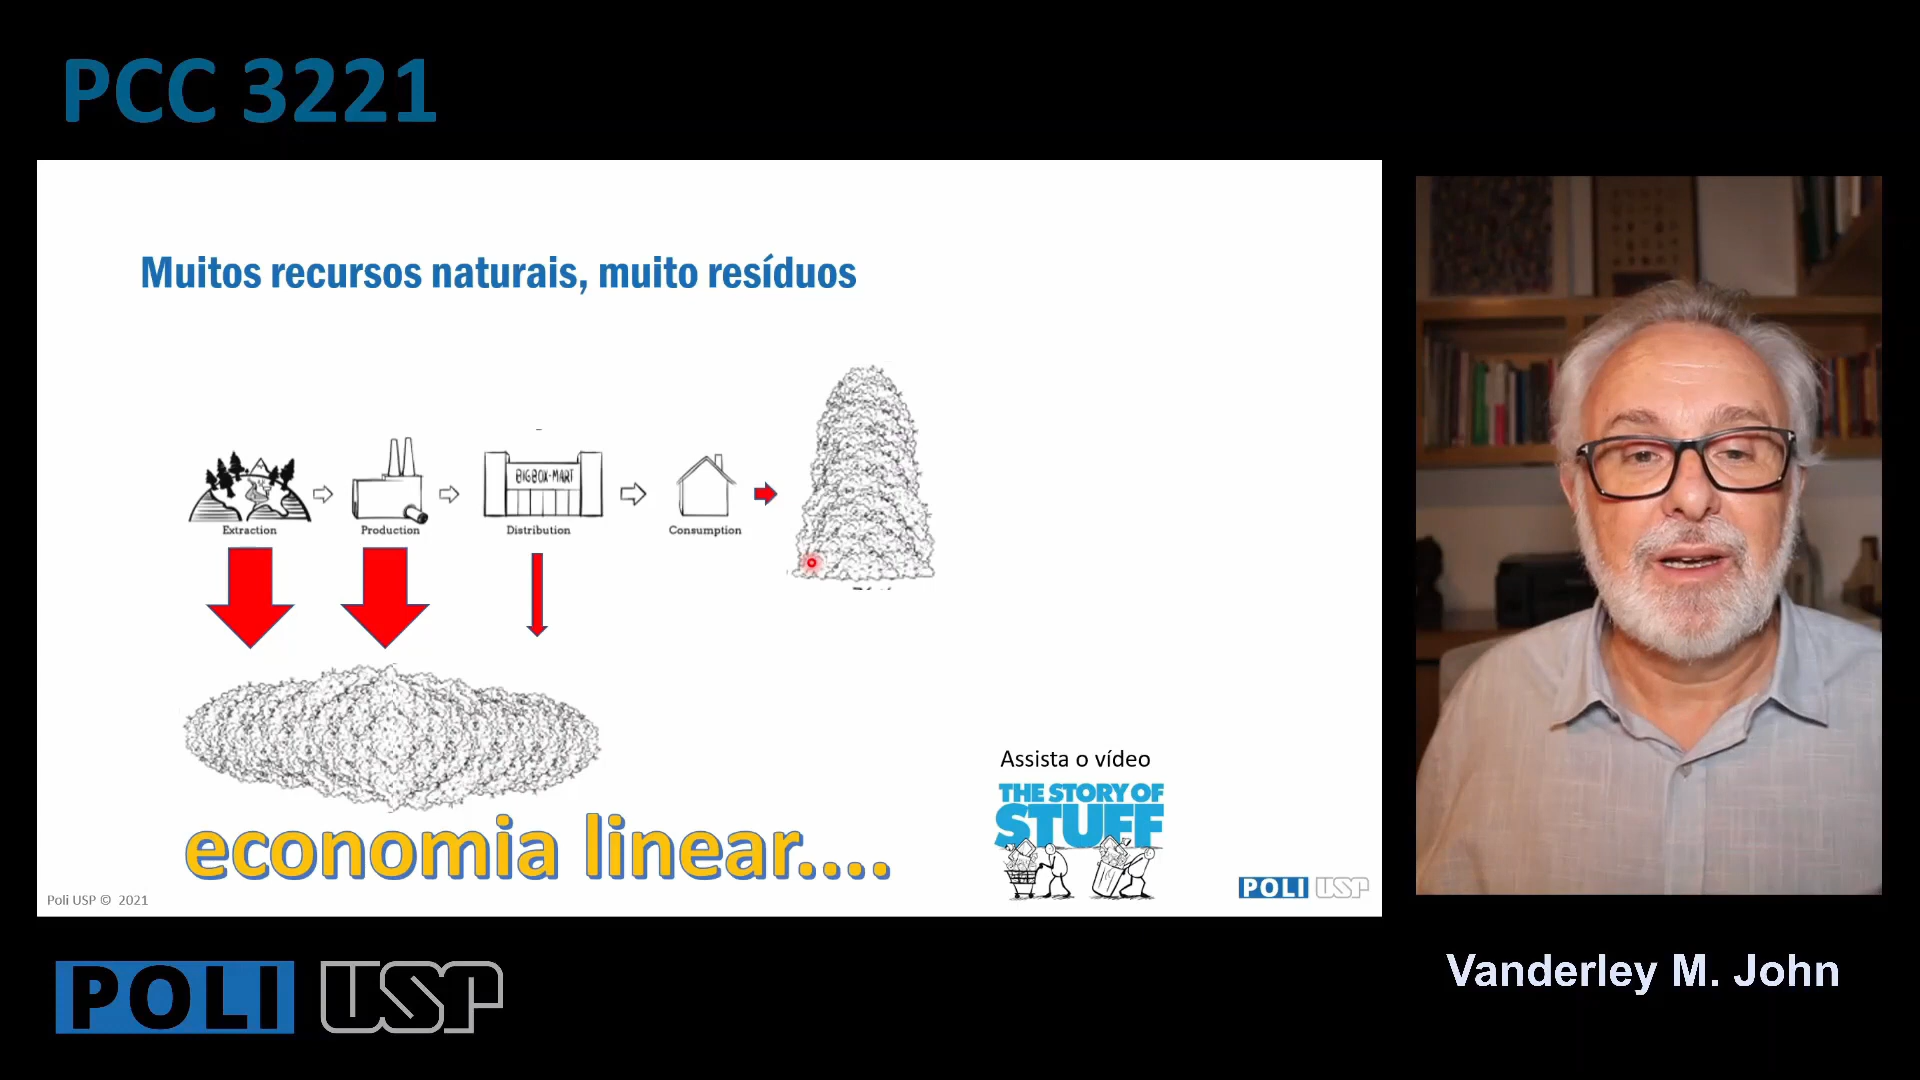 PCC 3221
Muitos recursos naturais, muito resíduos
BIGBOX-MART
Extraction
Production
Distribution
Consumption
Assista o vídeo
THE STORY OF
STUFF
economia linear....
Poli USP © 2021
POLI USP
POLI USP
Vanderley M. John